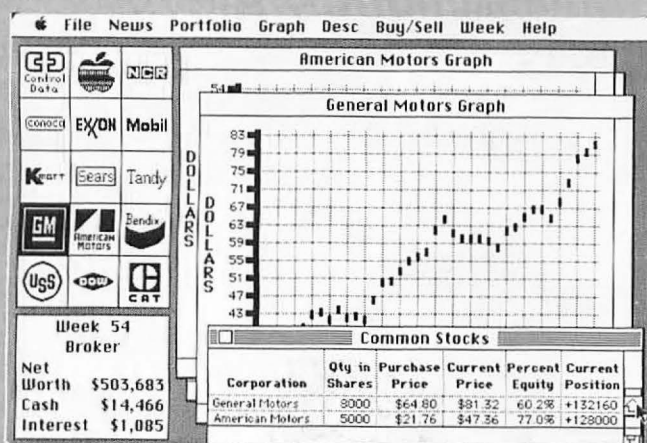 File News Portfolio Graph Desc Buy/Sell Week Help
Control Data
NCR
conoco
EXXON
Mobil
Kmart
Sears
Tandy
GM
American Motors
Bendix
USS
DOW
CAT
American Motors Graph
54
DOLLARS
General Motors Graph
DOLLARS
83
79
75
71
67
63
59
55
51
47
43
Week 54
Broker
Net
Worth $503,683
Cash $14,466
Interest $1,085
Common Stocks
Corporation Qty in Shares Purchase Price Current Price Percent Equity Current Position
General Motors 8000 $64.80 $81.32 60.2% +132160
American Motors 5000 $21.76 $47.36 77.0% +128000